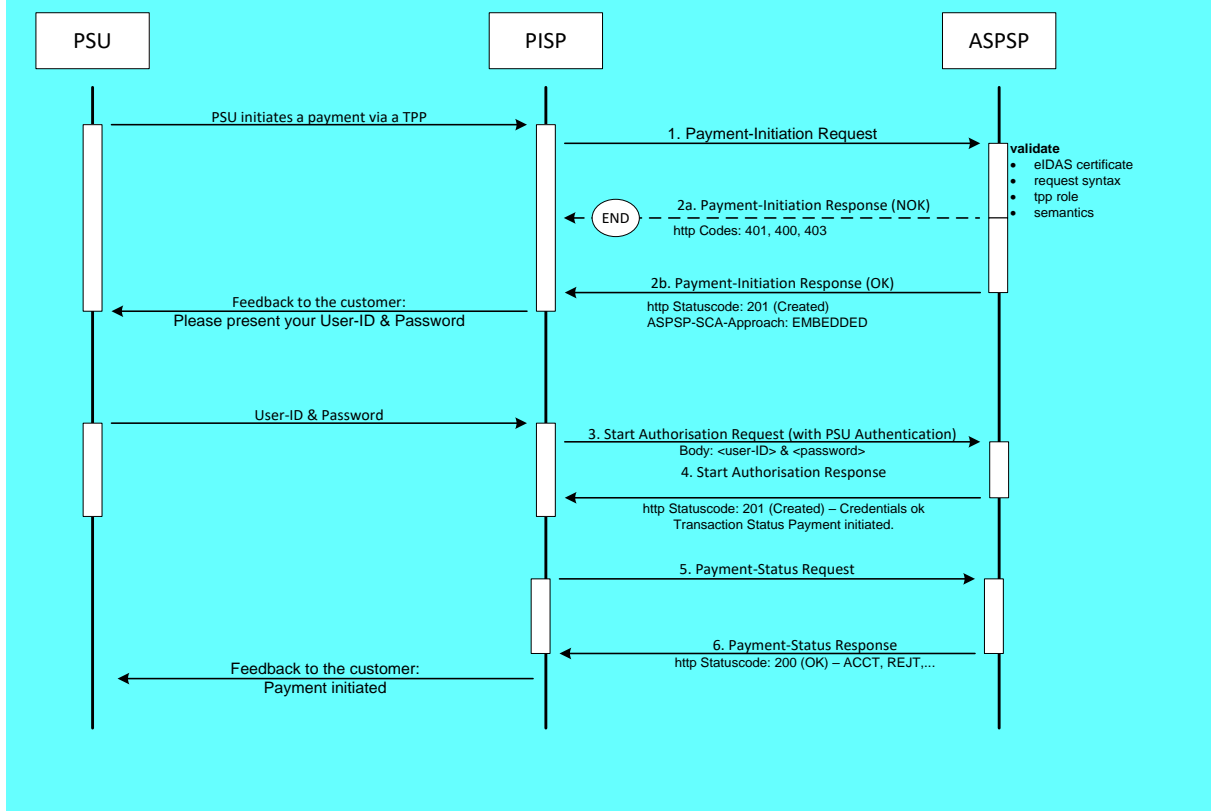 PSU
PISP
ASPSP
PSU initiates a payment via a TPP
1. Payment-Initiation Request
validate
• eIDAS certificate
• request syntax
• tpp role
• semantics
2a. Payment-Initiation Response (NOK)
END
http Codes: 401, 400, 403
2b. Payment-Initiation Response (OK)
http Statuscode: 201 (Created)
ASPSP-SCA-Approach: EMBEDDED
Feedback to the customer:
Please present your User-ID & Password
User-ID & Password
3. Start Authorisation Request (with PSU Authentication)
Body: <user-ID> & <password>
4. Start Authorisation Response
http Statuscode: 201 (Created) – Credentials ok
Transaction Status Payment initiated.
5. Payment-Status Request
6. Payment-Status Response
http Statuscode: 200 (OK) – ACCT, REJT,...
Feedback to the customer:
Payment initiated